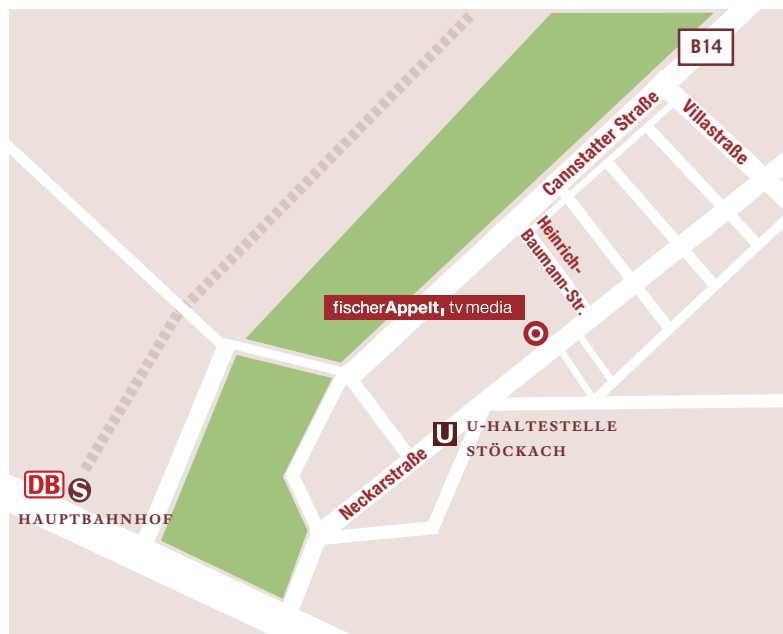 B14
Villastraße
Cannstatter Straße
Heinrich-
Baumann-Str.
fischerAppelt, tv media
U
U-HALTESTELLE
STÖCKACH
Neckarstraße
DB S
HAUPTBAHNHOF